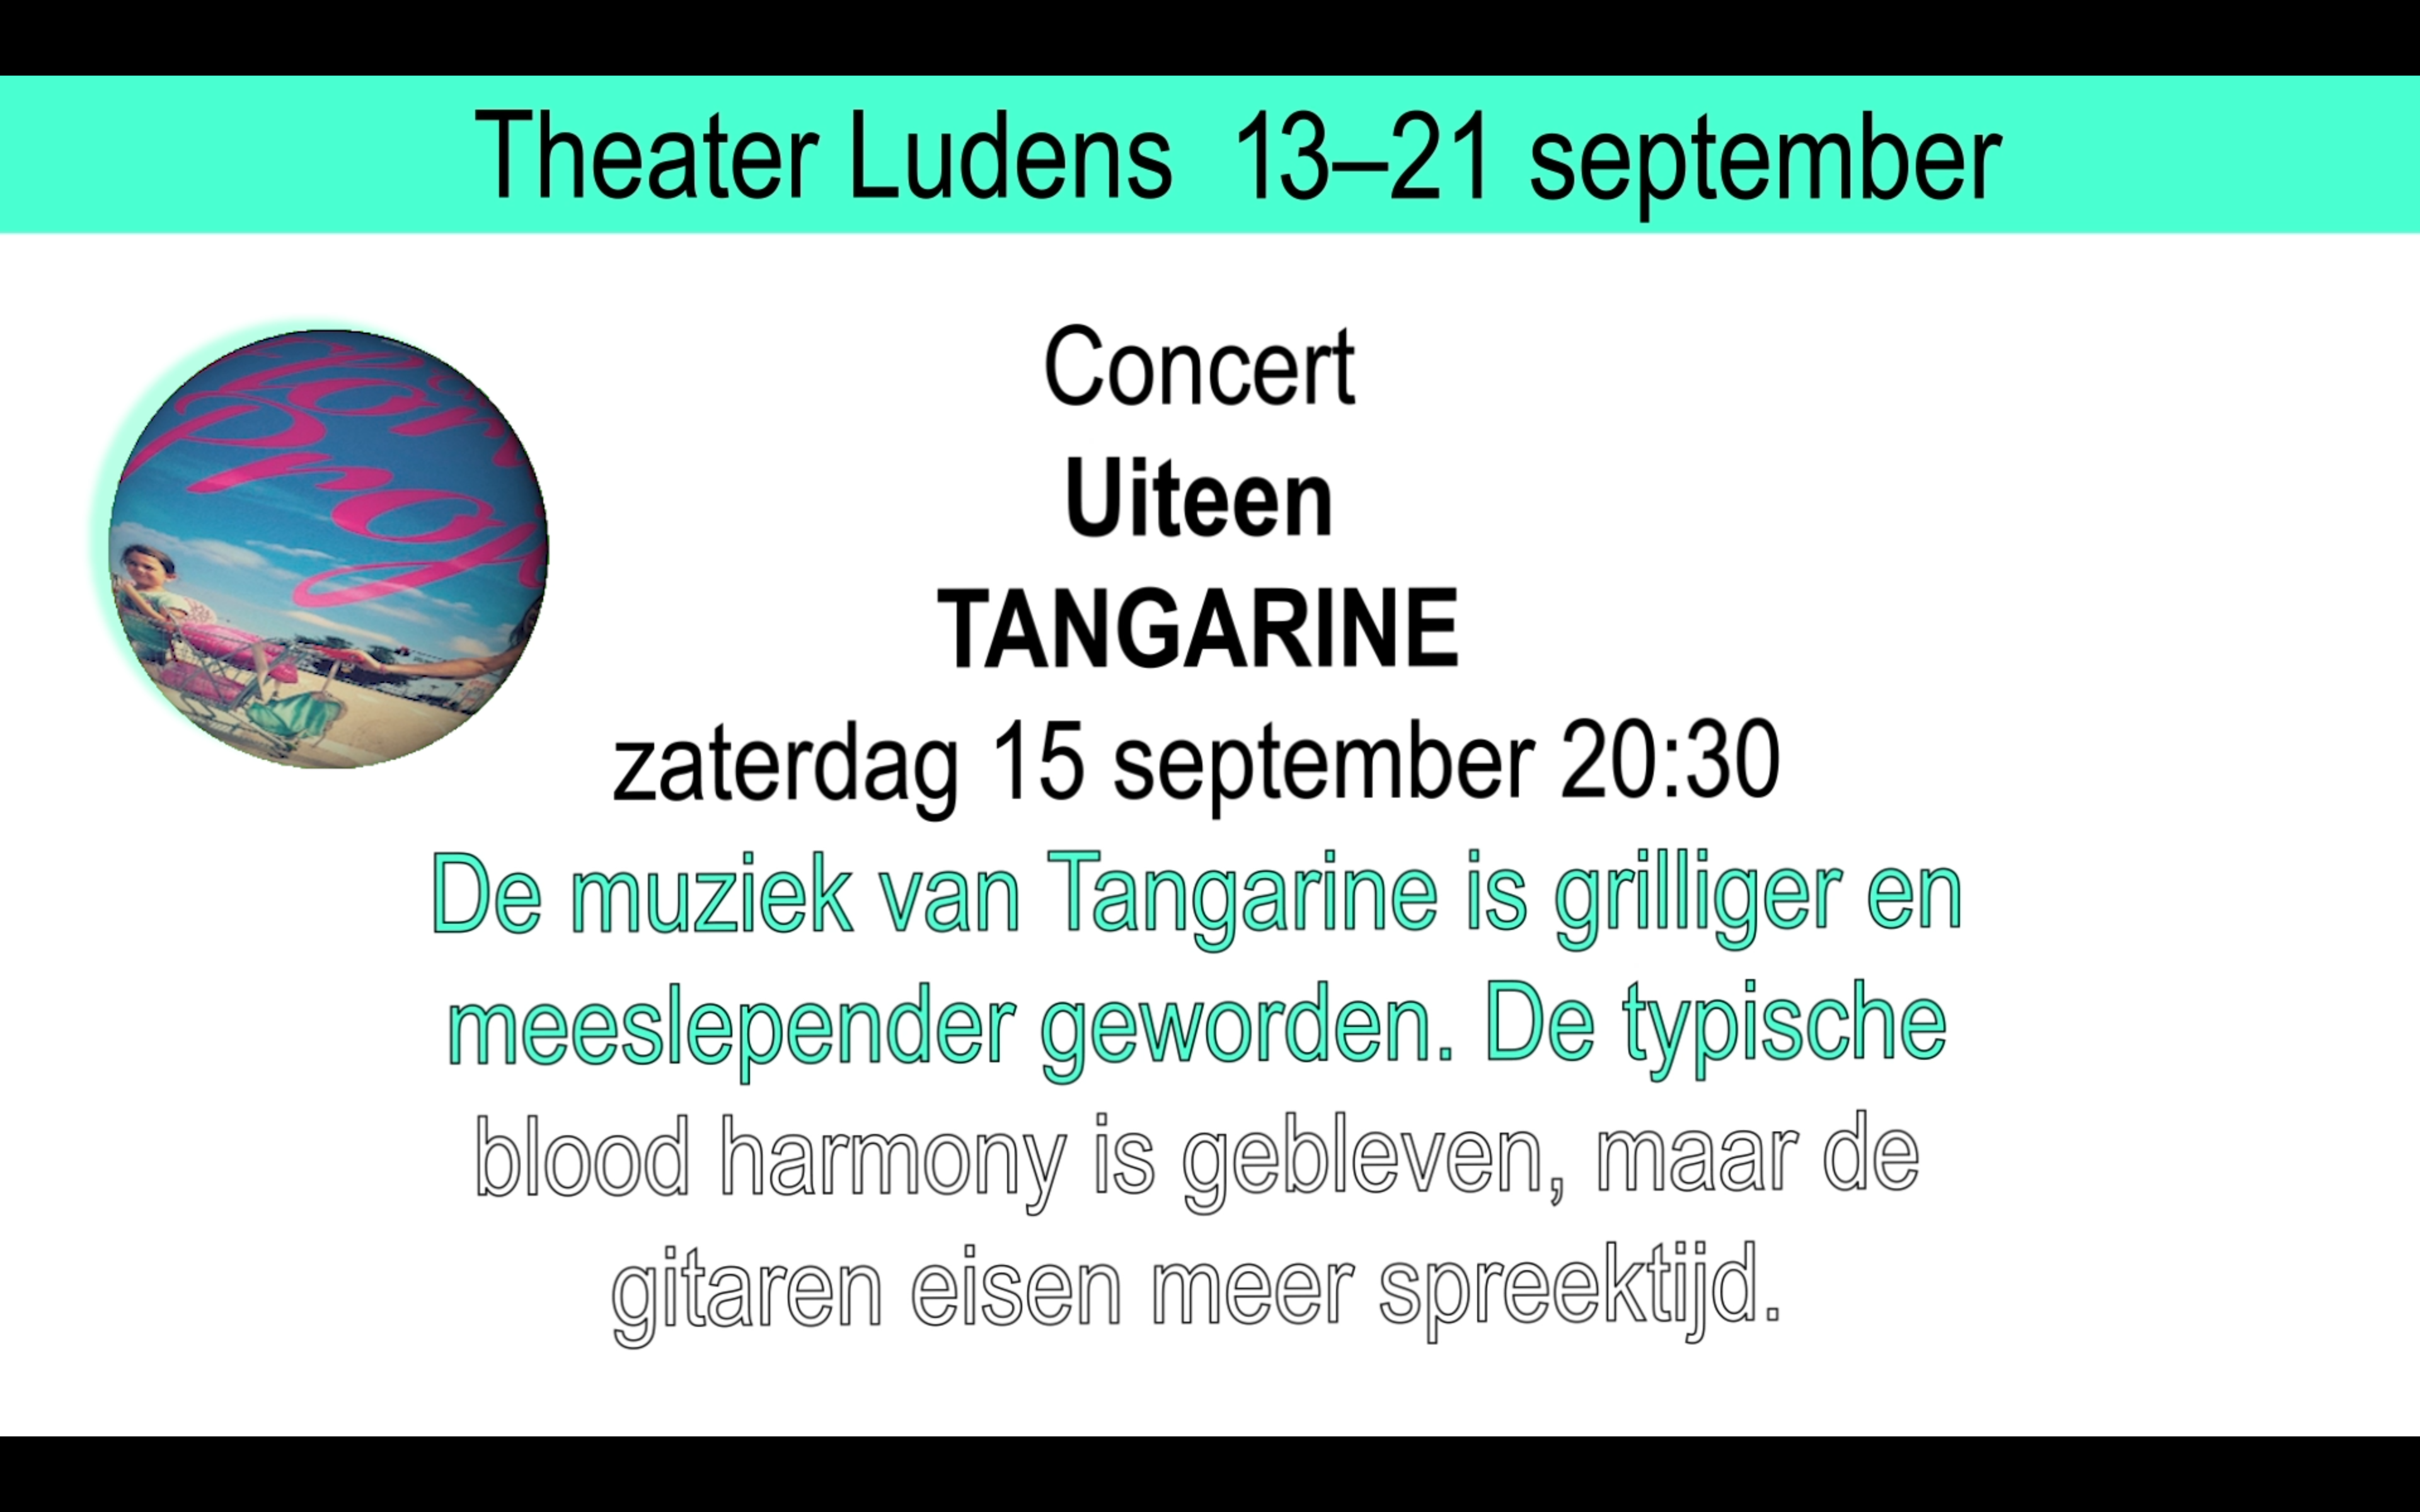 Theater Ludens 13–21 september
Concert
Uiteen
TANGARINE
zaterdag 15 september 20:30
De muziek van Tangarine is grilliger en
meeslepender geworden. De typische
blood harmony is gebleven, maar de
gitaren eisen meer spreektijd.